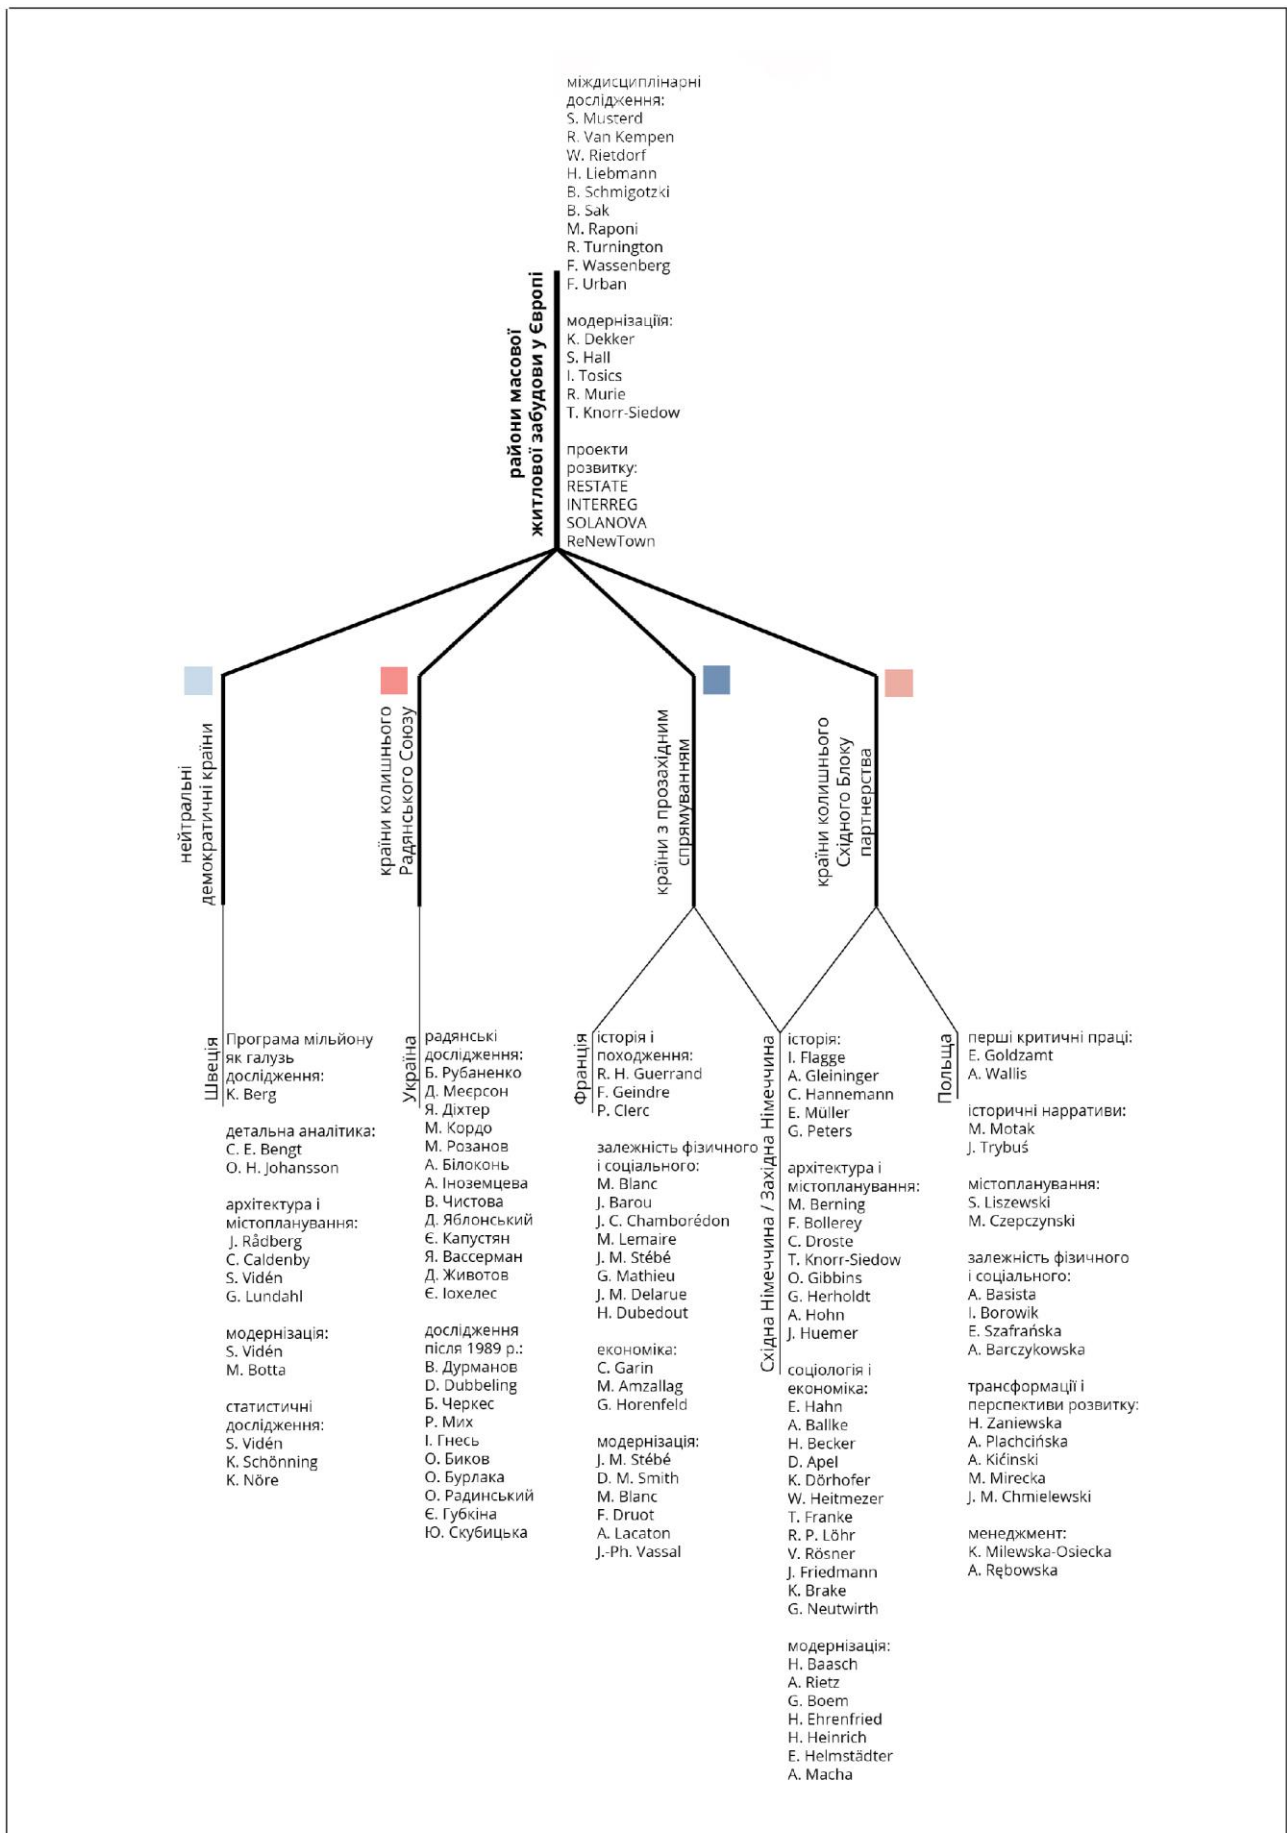 міждисциплінарні
дослідження:
S. Musterd
R. Van Kempen
W. Rietdorf
H. Liebmann
B. Schmigotzki
B. Sak
M. Raponi
R. Turnington
F. Wassenberg
F. Urban
модернізаціїя:
K. Dekker
S. Hall
I. Tosics
R. Murie
T. Knorr-Siedow
проекти
розвитку:
RESTATE
INTERREG
SOLANOVA
ReNewTown
райони масової
житлової забудови у Європі
нейтральні
демократичні країни
країни колишнього
Радянського Союзу
країни з прозахідним
спрямуванням
країни колишнього
Східного Блоку
партнерства
Швеція
Програма мільйону
як галузь
дослідження:
K. Berg
детальна аналітика:
C. E. Bengt
O. H. Johansson
архітектура і
містопланування:
J. Rådberg
C. Caldenby
S. Vidén
G. Lundahl
модернізація:
S. Vidén
M. Botta
статистичні
дослідження:
S. Vidén
K. Schönning
K. Nöre
Україна
радянські
дослідження:
Б. Рубаненко
Д. Меєрсон
Я. Діхтер
М. Кордо
М. Розанов
А. Білоконь
А. Іноземцева
В. Чистова
Д. Яблонський
Є. Капустян
Я. Вассерман
Д. Животов
Є. Іохелес
дослідження
після 1989 р.:
В. Дурманов
D. Dubbeling
Б. Черкес
Р. Мих
І. Гнесь
О. Биков
О. Бурлака
О. Радинський
Є. Губкіна
Ю. Скубицька
Франція
історія і
походження:
R. H. Guerrand
F. Geindre
P. Clerc
залежність фізичного
і соціального:
M. Blanc
J. Barou
J. C. Chamborédon
M. Lemaire
J. M. Stébé
G. Mathieu
J. M. Delarue
H. Dubedout
економіка:
C. Garin
M. Amzallag
G. Horenfeld
модернізація:
J. M. Stébé
D. M. Smith
M. Blanc
F. Druot
A. Lacaton
J.-Ph. Vassal
Східна Німеччина / Західна Німеччина
історія:
I. Flagge
A. Gleininger
C. Hannemann
E. Müller
G. Peters
архітектура і
містопланування:
M. Berning
F. Bollerey
C. Droste
T. Knorr-Siedow
O. Gibbins
G. Herholdt
A. Hohn
J. Huemer
соціологія і
економіка:
E. Hahn
A. Ballke
H. Becker
D. Apel
K. Dörhofer
W. Heitmezer
T. Franke
R. P. Löhr
V. Rösner
J. Friedmann
K. Brake
G. Neutwirth
модернізація:
H. Baasch
A. Rietz
G. Boem
H. Ehrenfried
H. Heinrich
E. Helmstädter
A. Macha
Польща
перші критичні праці:
E. Goldzamt
A. Wallis
історичні нарративи:
M. Motak
J. Trybuś
містопланування:
S. Liszewski
M. Czepczynski
залежність фізичного
і соціального:
A. Basista
I. Borowik
E. Szafrańska
A. Barczykowska
трансформації і
перспективи розвитку:
H. Zaniewska
A. Plachcińska
A. Kićinski
M. Mirecka
J. M. Chmielewski
менеджмент:
K. Milewska-Osiecka
A. Rębowska